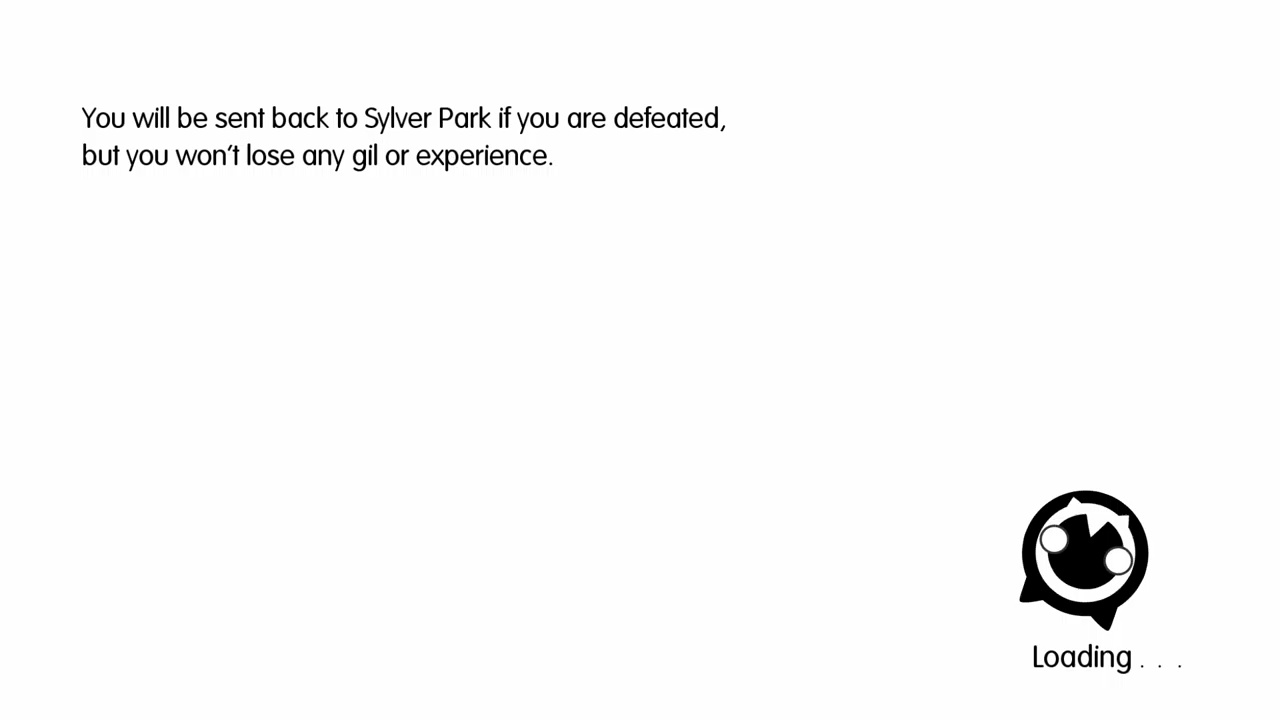 You will be sent back to Sylver Park if you are defeated,
but you won't lose any gil or experience.
Loading . . .